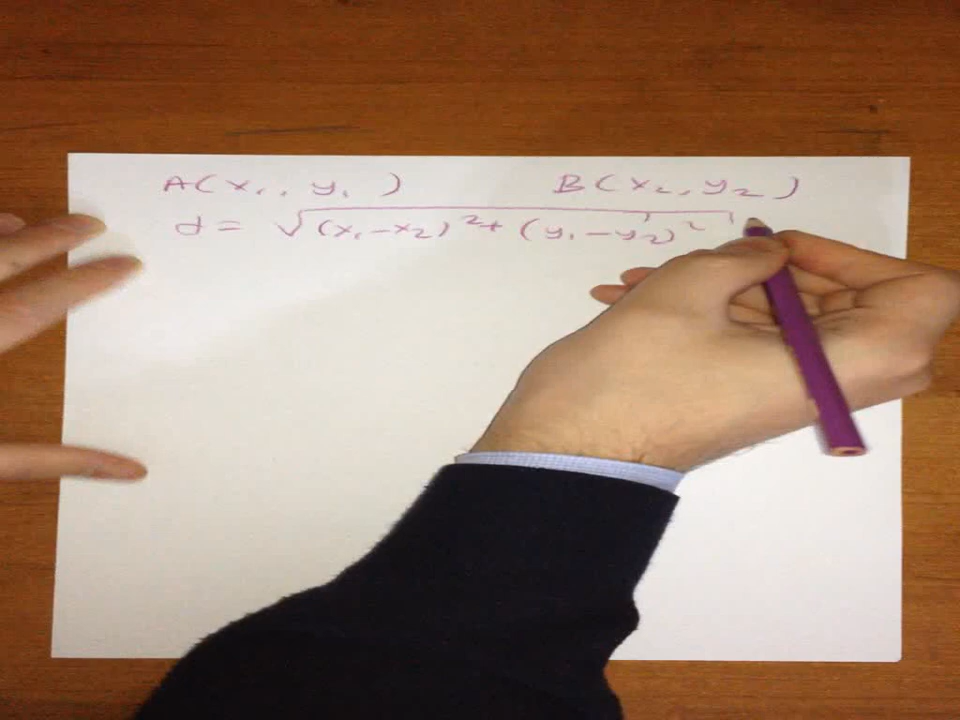 A(x₁, y₁) B(x₂, y₂)
d = √(x₁-x₂)² + (y₁-y₂)²